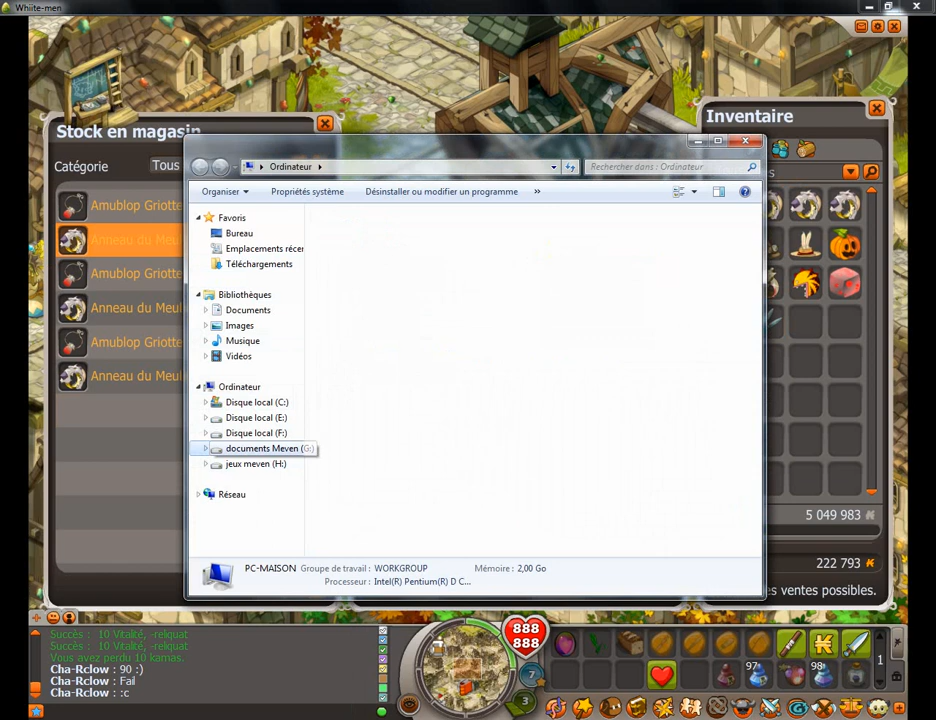 Whiite-men
Stock en magasin
Inventaire
Catégorie
Tous
Ordinateur
Rechercher dans : Ordinateur
Organiser
Propriétés système
Désinstaller ou modifier un programme
»
Amublop Griotte
Anneau du Meul
Amublop Griotte
Anneau du Meul
Amublop Griotte
Anneau du Meul
Favoris
Bureau
Emplacements récer
Téléchargements
Bibliothèques
Documents
Images
Musique
Vidéos
Ordinateur
Disque local (C:)
Disque local (E:)
Disque local (F:)
documents Meven (G:)
jeux meven (H:)
Réseau
5 049 983
222 793
es ventes possibles.
PC-MAISON Groupe de travail : WORKGROUP Mémoire : 2,00 Go
Processeur : Intel(R) Pentium(R) D C...
Succès : 10 Vitalité, -reliquat
Succès : 10 Vitalité, -reliquat
Vous avez perdu 10 kamas.
Cha-Rclow : 90 :)
Cha-Rclow : Fail
Cha-Rclow : :c
888
888
7
3
97
98
1